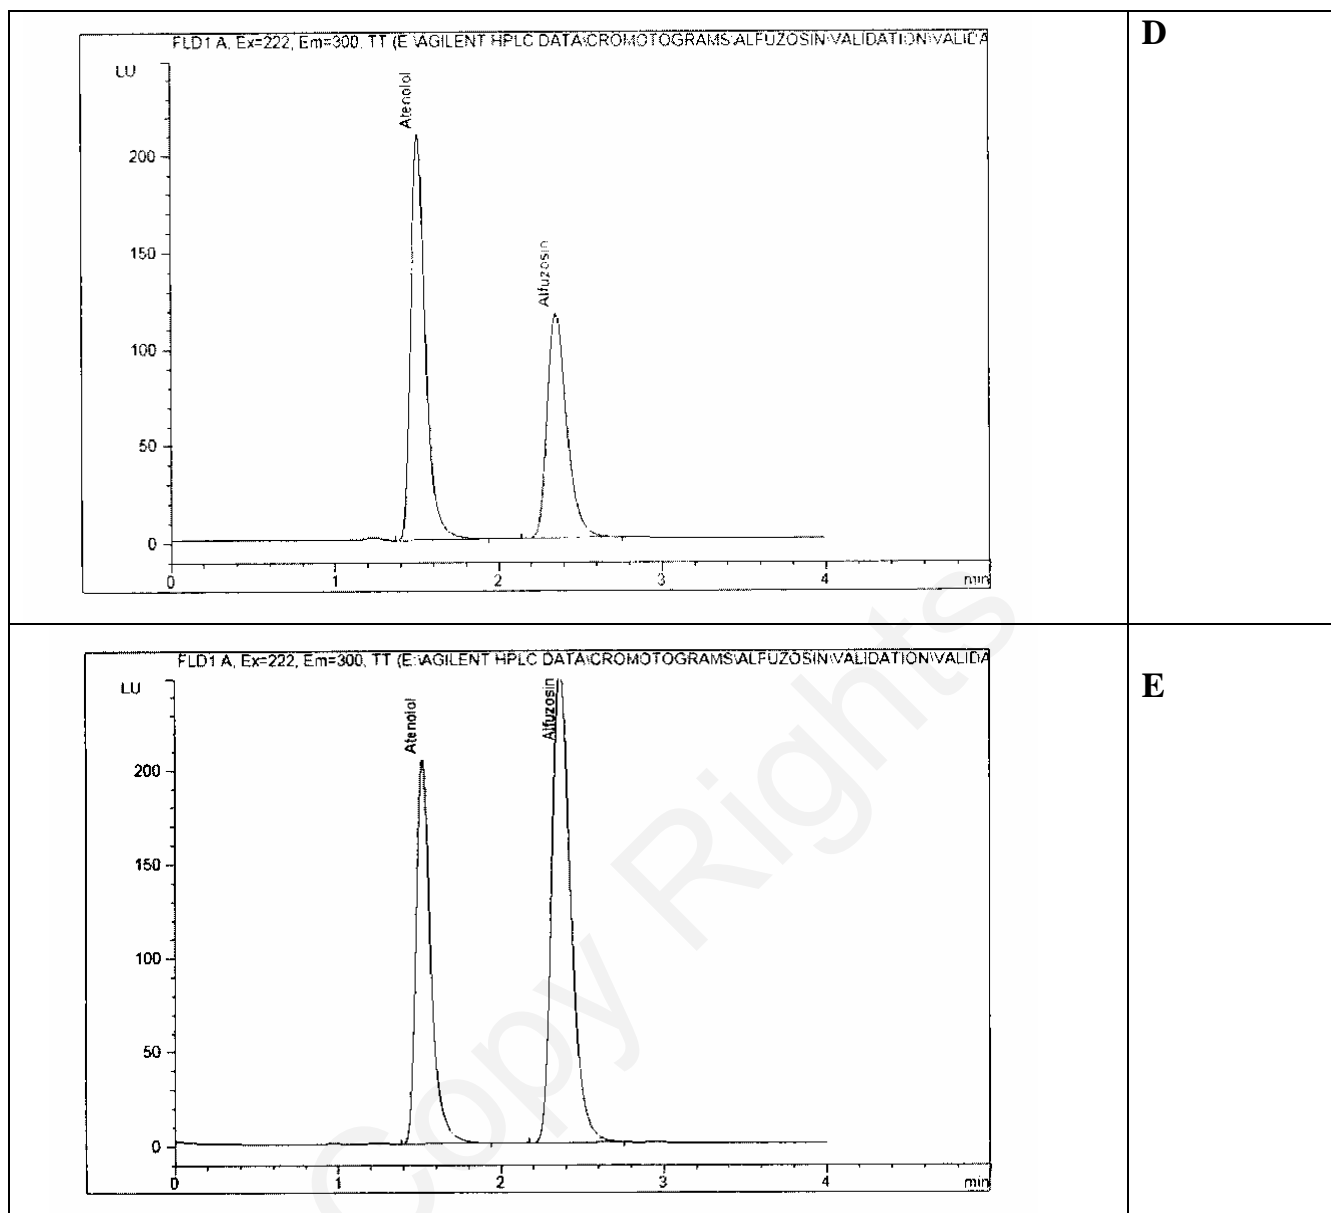 FLD1 A, Ex=222, Em=300, TT (E:\AGILENT HPLC DATA\CROMOTOGRAMS\ALFUZOSIN\VALIDATION\VALIDA
D
LU
Atenolol
200
Alfuzosin
150
100
50
0
0 1 2 3 4 min
FLD1 A, Ex=222, Em=300, TT (E:\AGILENT HPLC DATA\CROMOTOGRAMS\ALFUZOSIN\VALIDATION\VALIDA
E
LU
Atenolol
Alfuzosin
200
150
100
50
0
0 1 2 3 4 min
Copy Rights